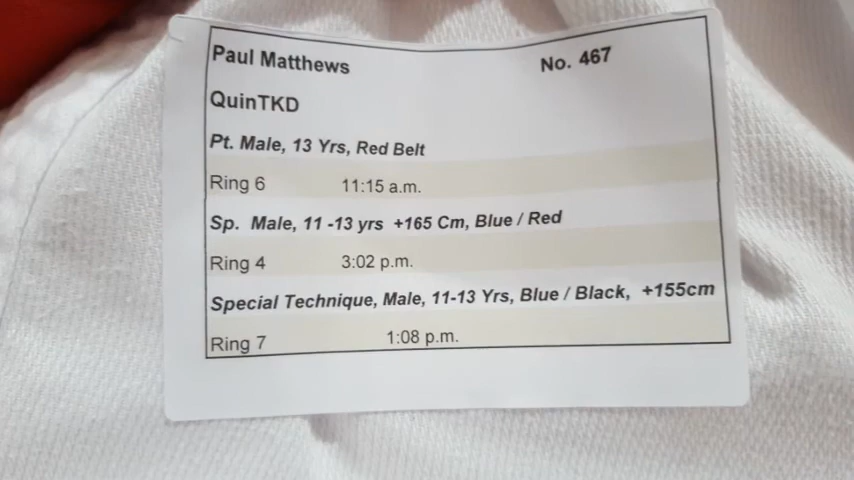 Paul Matthews No. 467
QuinTKD
Pt. Male, 13 Yrs, Red Belt
Ring 6 11:15 a.m.
Sp. Male, 11 -13 yrs +165 Cm, Blue / Red
Ring 4 3:02 p.m.
Special Technique, Male, 11-13 Yrs, Blue / Black, +155cm
Ring 7 1:08 p.m.